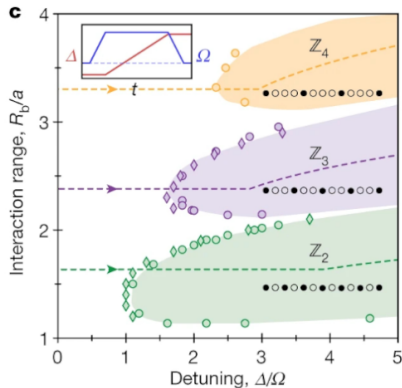 c
Δ
Ω
t
ℤ4
ℤ3
ℤ2
Interaction range, Rb/a
4
3
2
1
0
1
2
3
4
5
Detuning, Δ/Ω